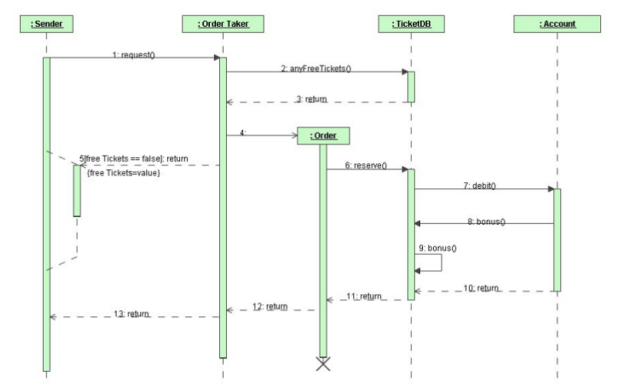 : Sender
: Order Taker
: TicketDB
: Account
1: request()
2: anyFreeTickets()
3: return
4:
: Order
5[free Tickets == false]: return
{free Tickets=value}
6: reserve()
7: debit()
8: bonus()
9: bonus()
10: return
11: return
12: return
13: return